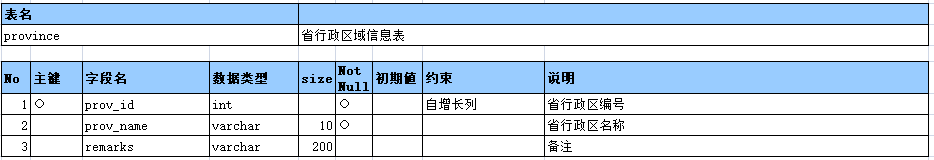 表名
province 省行政区域信息表
No 主键 字段名 数据类型 size Not Null 初期值 约束 说明
1 ○ prov_id int ○ 自增长列 省行政区编号
2 prov_name varchar 10 ○ 省行政区名称
3 remarks varchar 200 备注